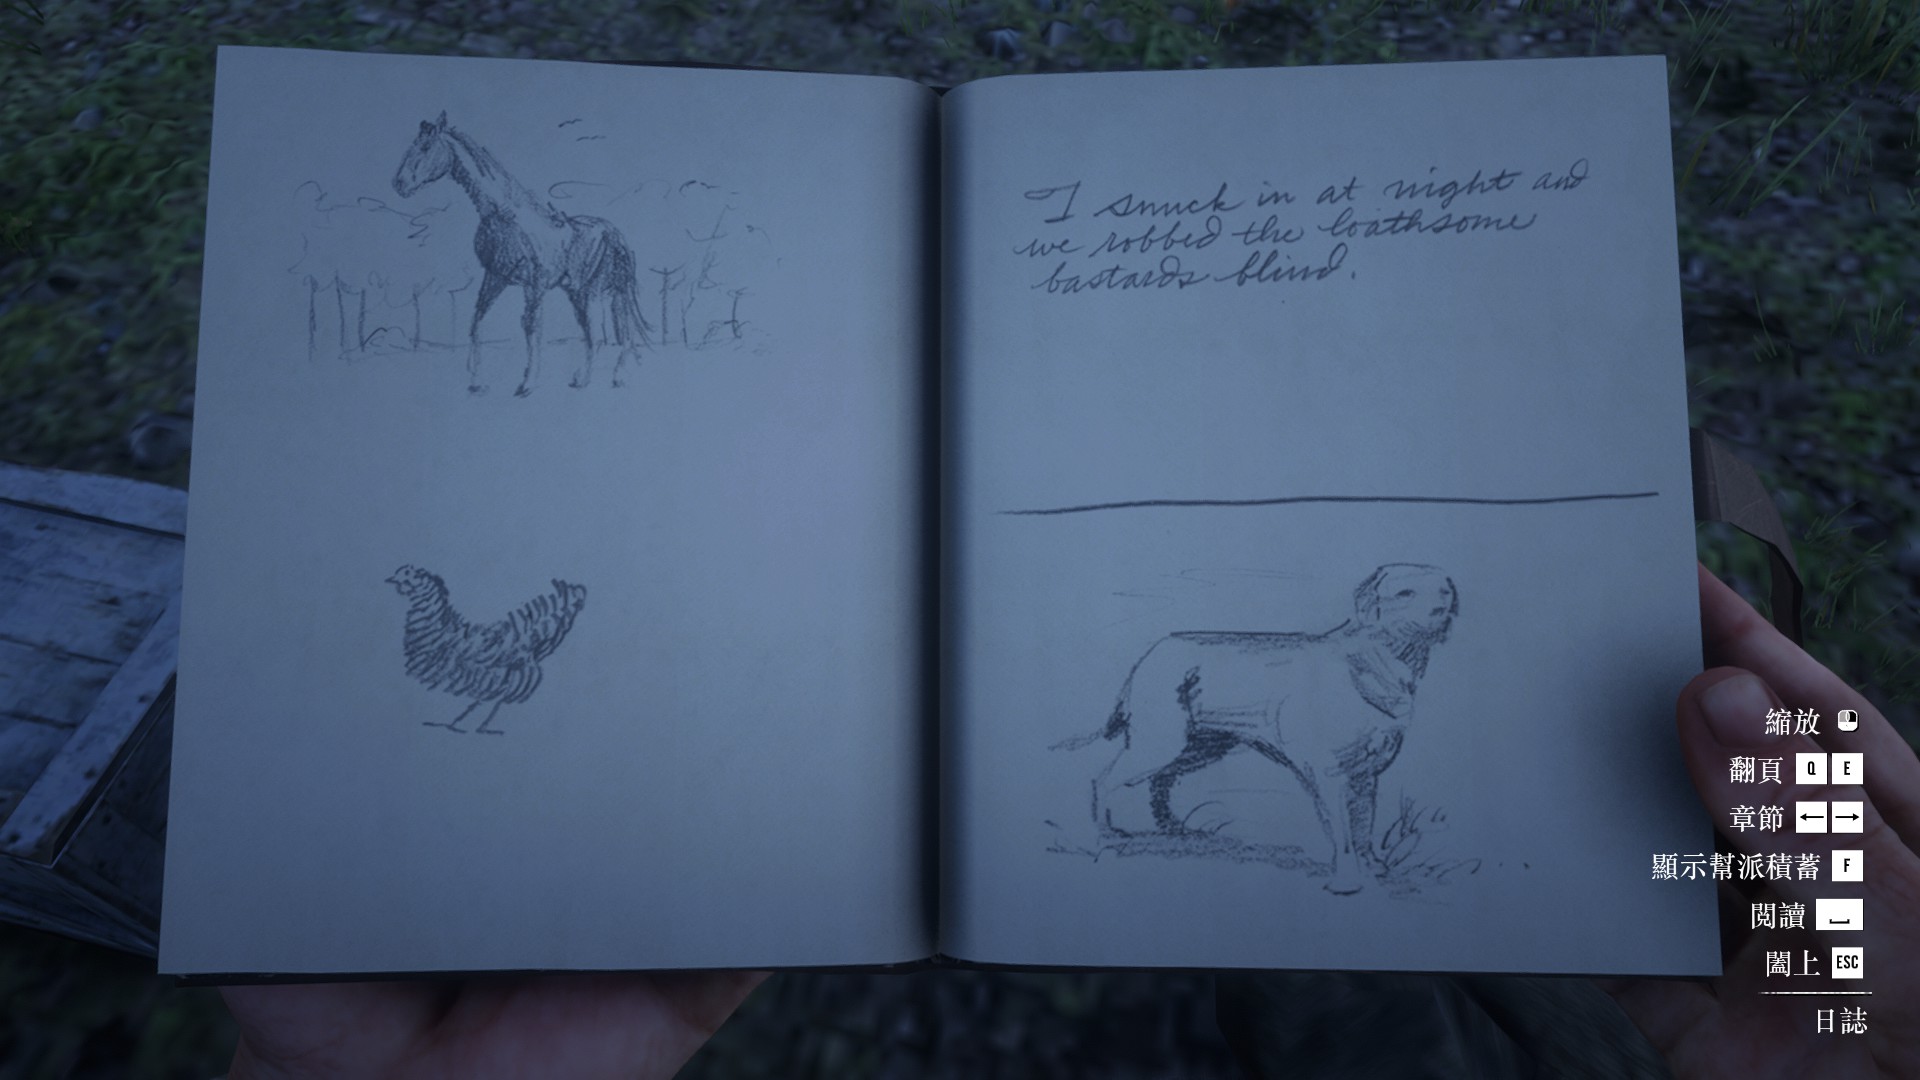 I snuck in at night and
we robbed the loathsome
bastards blind.
縮放
翻頁 Q E
章節 ← →
顯示幫派積蓄 F
閱讀
闔上 ESC
日誌